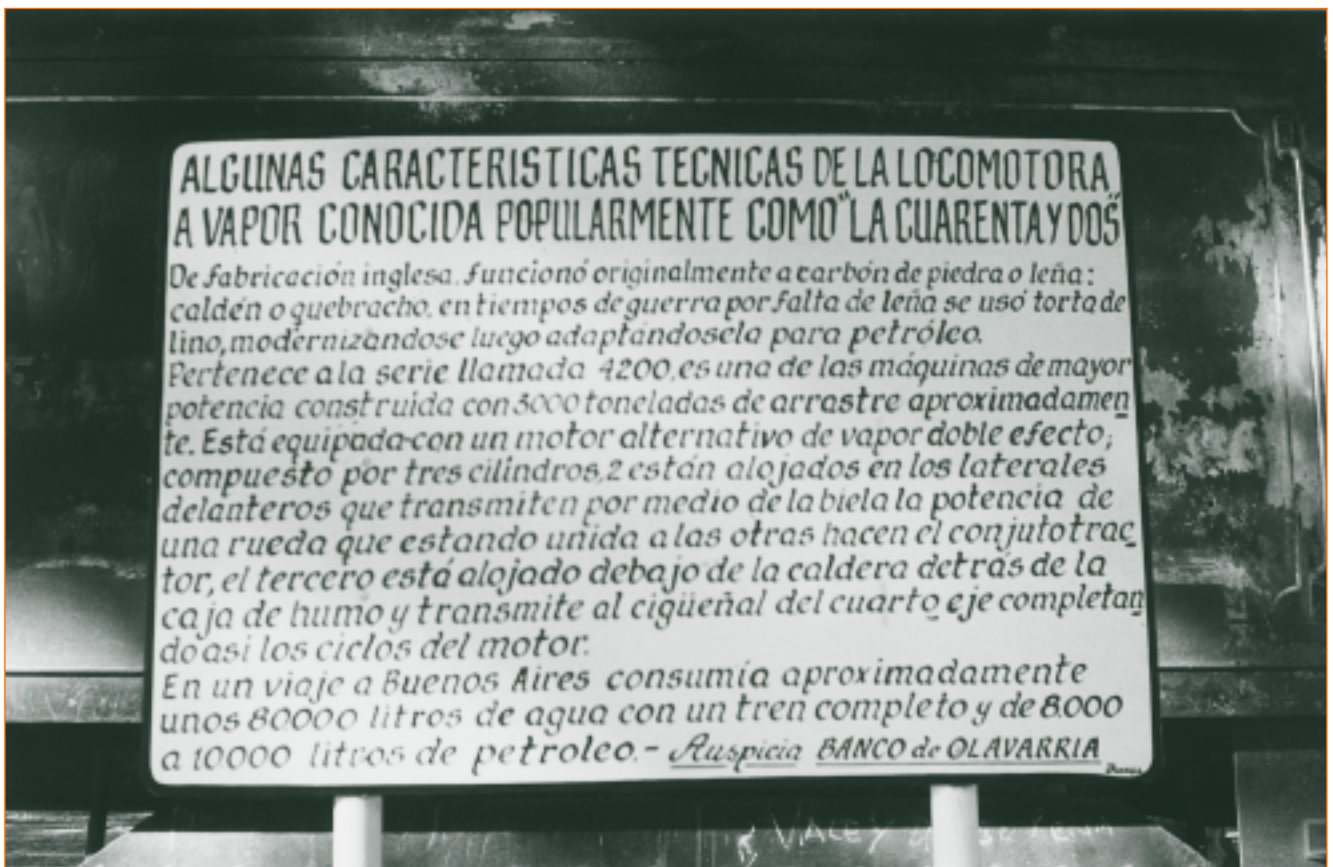 ALGUNAS CARACTERISTICAS TECNICAS DE LA LOCOMOTORA
A VAPOR CONOCIDA POPULARMENTE COMO "LA CUARENTA Y DOS"
De fabricación inglesa. funcionó originalmente a carbón de piedra o leña:
caldén o quebracho, en tiempos de guerra por falta de leña se usó torta de
lino, modernizandose luego adaptándosela para petróleo.
Pertenece a la serie llamada 4200, es una de las máquinas de mayor
potencia construida con 3000 toneladas de arrastre aproximadamen
te. Está equipada con un motor alternativo de vapor doble efecto;
compuesto por tres cilindros, 2 están alojados en los laterales
delanteros que transmiten por medio de la biela la potencia de
una rueda que estando unida a las otras hacen el conjuto trac
tor, el tercero está alojado debajo de la caldera detrás de la
caja de humo y transmite al cigüeñal del cuarto eje completan
do asi los ciclos del motor.
En un viaje a Buenos Aires consumía aproximadamente
unos 80000 litros de agua con un tren completo y de 8.000
a 10000 litros de petroleo.- Auspicia BANCO de OLAVARRIA